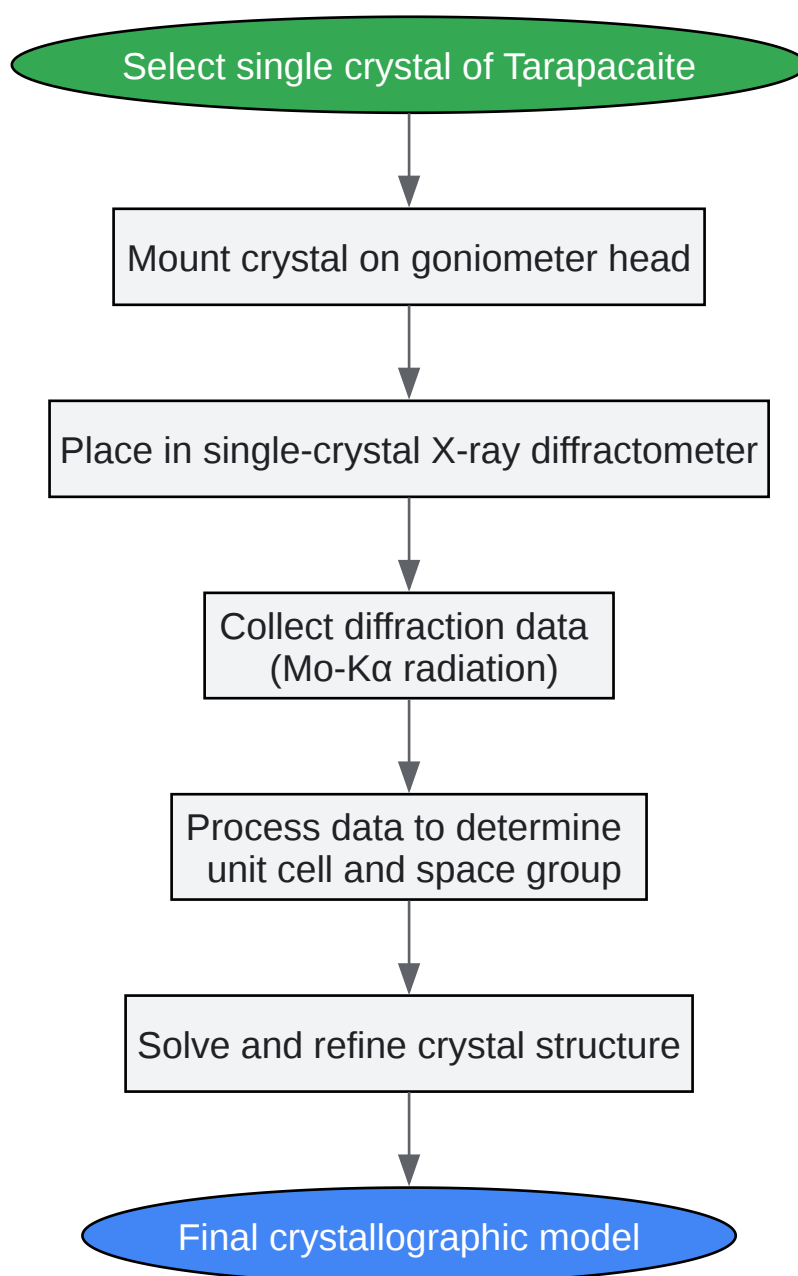 Select single crystal of Tarapacaite
Mount crystal on goniometer head
Place in single-crystal X-ray diffractometer
Collect diffraction data
(Mo-Kα radiation)
Process data to determine
unit cell and space group
Solve and refine crystal structure
Final crystallographic model